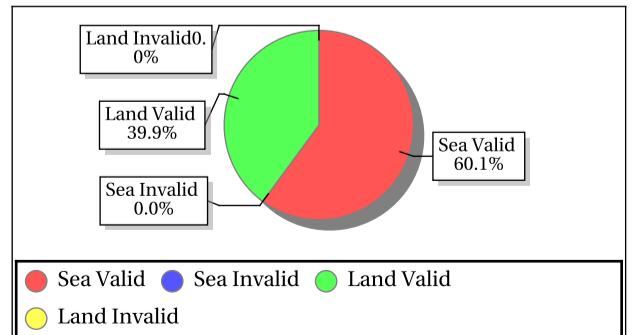 Land Invalid0.
0%
Land Valid
39.9%
Sea Valid
60.1%
Sea Invalid
0.0%
Sea Valid Sea Invalid Land Valid
Land Invalid